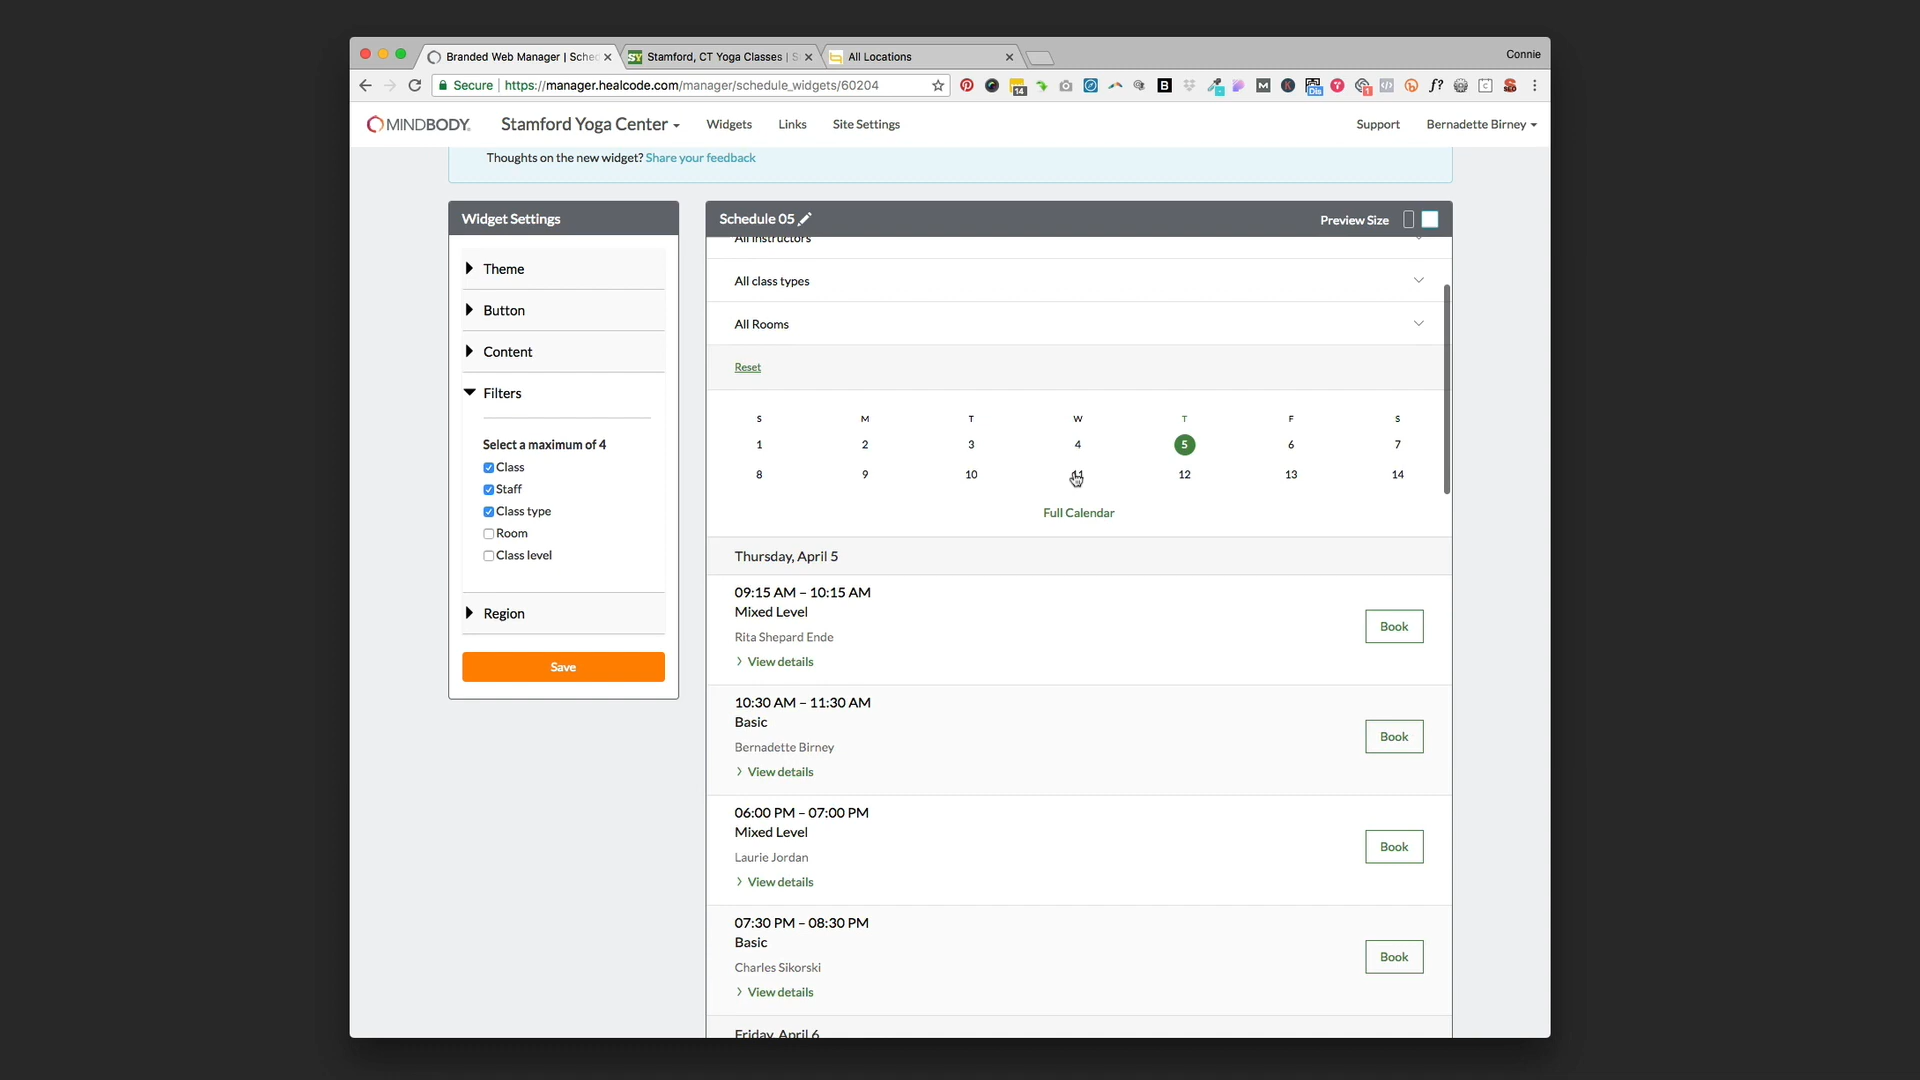 Branded Web Manager | Sched
Stamford, CT Yoga Classes | S
All Locations
Connie
Secure
https://manager.healcode.com/manager/schedule_widgets/60204
MINDBODY
Stamford Yoga Center
Widgets
Links
Site Settings
Support
Bernadette Birney
Thoughts on the new widget? Share your feedback
Widget Settings
Theme
Button
Content
Filters
Select a maximum of 4
Class
Staff
Class type
Room
Class level
Region
Save
Schedule 05
Preview Size
All instructors
All class types
All Rooms
Reset
S M T W T F S
1 2 3 4 5 6 7
8 9 10 11 12 13 14
Full Calendar
Thursday, April 5
09:15 AM – 10:15 AM
Mixed Level
Rita Shepard Ende
View details
Book
10:30 AM – 11:30 AM
Basic
Bernadette Birney
View details
Book
06:00 PM – 07:00 PM
Mixed Level
Laurie Jordan
View details
Book
07:30 PM – 08:30 PM
Basic
Charles Sikorski
View details
Book
Friday, April 6